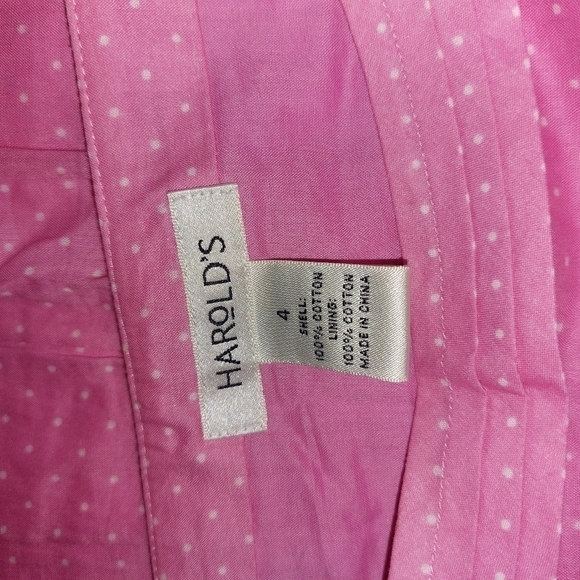 HAROLD'S
4
SHELL:
100% COTTON
LINING:
100% COTTON
MADE IN CHINA